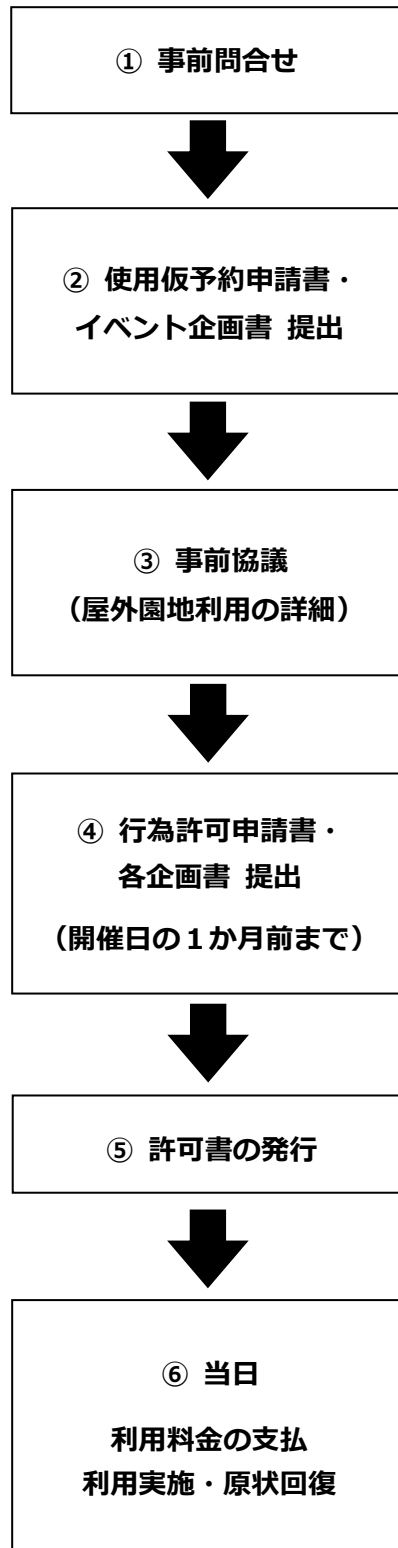 ① 事前問合せ
② 使用仮予約申請書・
イベント企画書 提出
③ 事前協議
（屋外園地利用の詳細）
④ 行為許可申請書・
各企画書 提出
（開催日の１か月前まで）
⑤ 許可書の発行
⑥ 当日
利用料金の支払
利用実施・原状回復